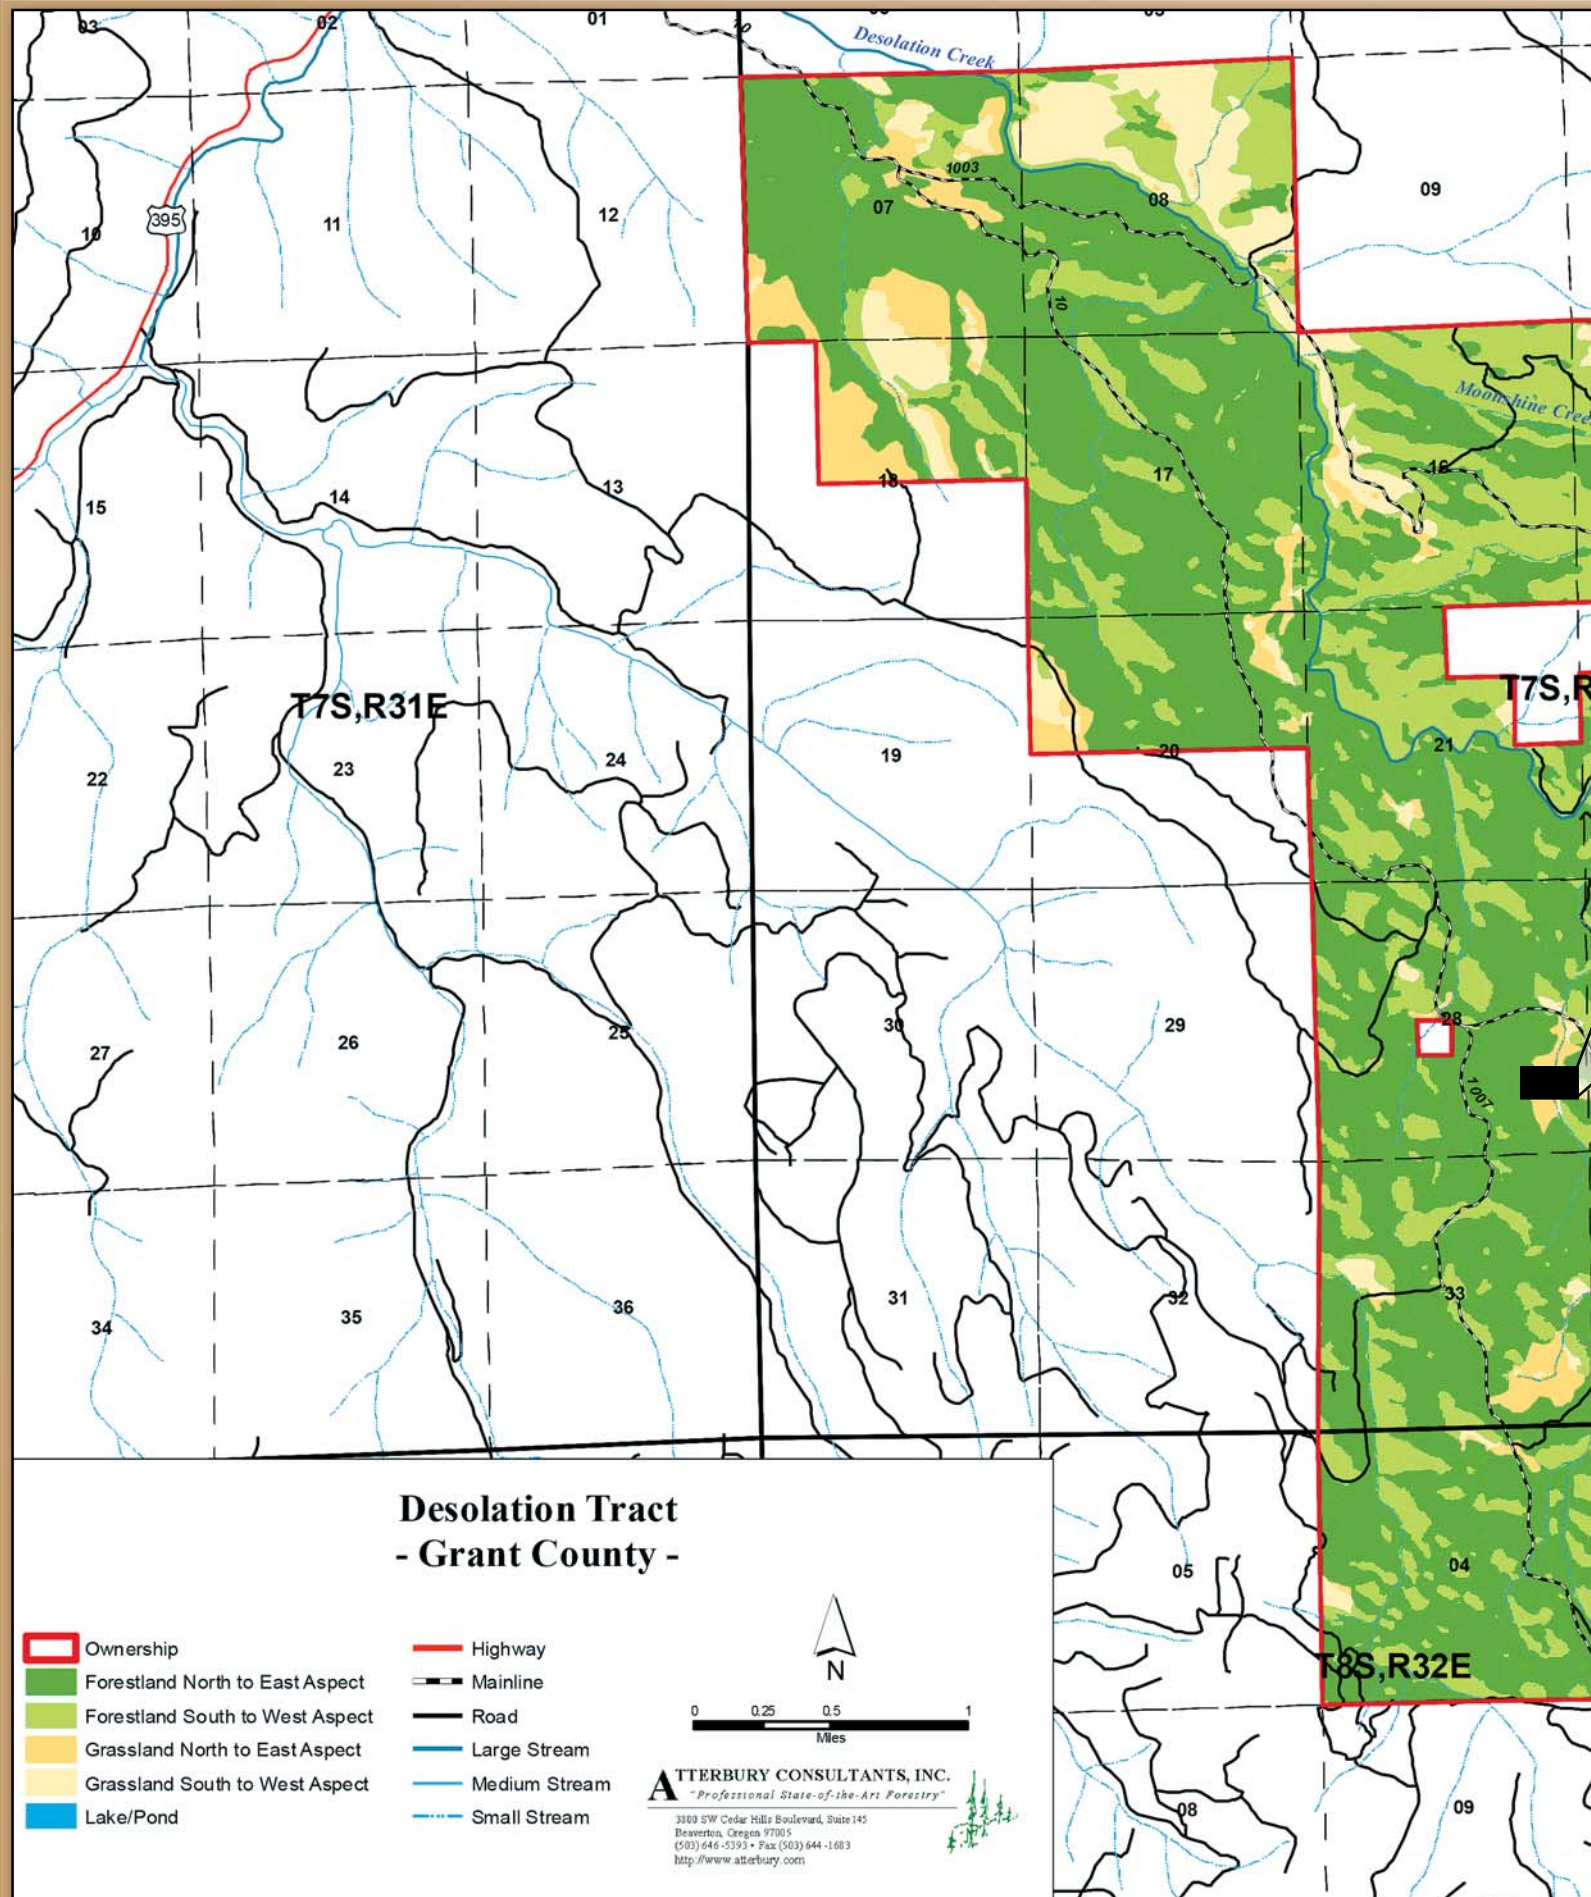 03
02
01
10
Desolation Creek
395
10
11
12
07
1003
08
09
10
Moonshine Cree
15
14
13
18
17
16
T7S,R31E
T7S,R
22
23
24
19
20
21
27
26
25
30
29
28
1007
34
35
36
31
32
33
05
04
T8S,R32E
08
09
Desolation Tract
- Grant County -
Ownership
Forestland North to East Aspect
Forestland South to West Aspect
Grassland North to East Aspect
Grassland South to West Aspect
Lake/Pond
Highway
Mainline
Road
Large Stream
Medium Stream
Small Stream
N
0 0.25 0.5 1
Miles
ATTERBURY CONSULTANTS, INC.
"Professional State-of-the-Art Forestry"
3800 SW Cedar Hills Boulevard, Suite 145
Beaverton, Oregon 97005
(503) 646-5393 • Fax (503) 644-1683
http://www.atterbury.com